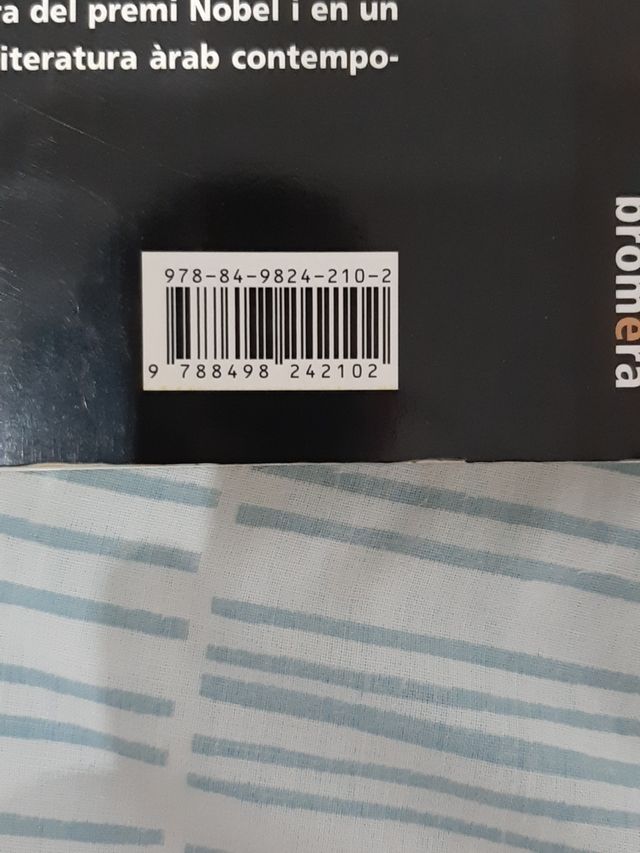 ra del premi Nobel i en un
iteratura àrab contempo-
978-84-9824-210-2
9 788498 242102
bromera